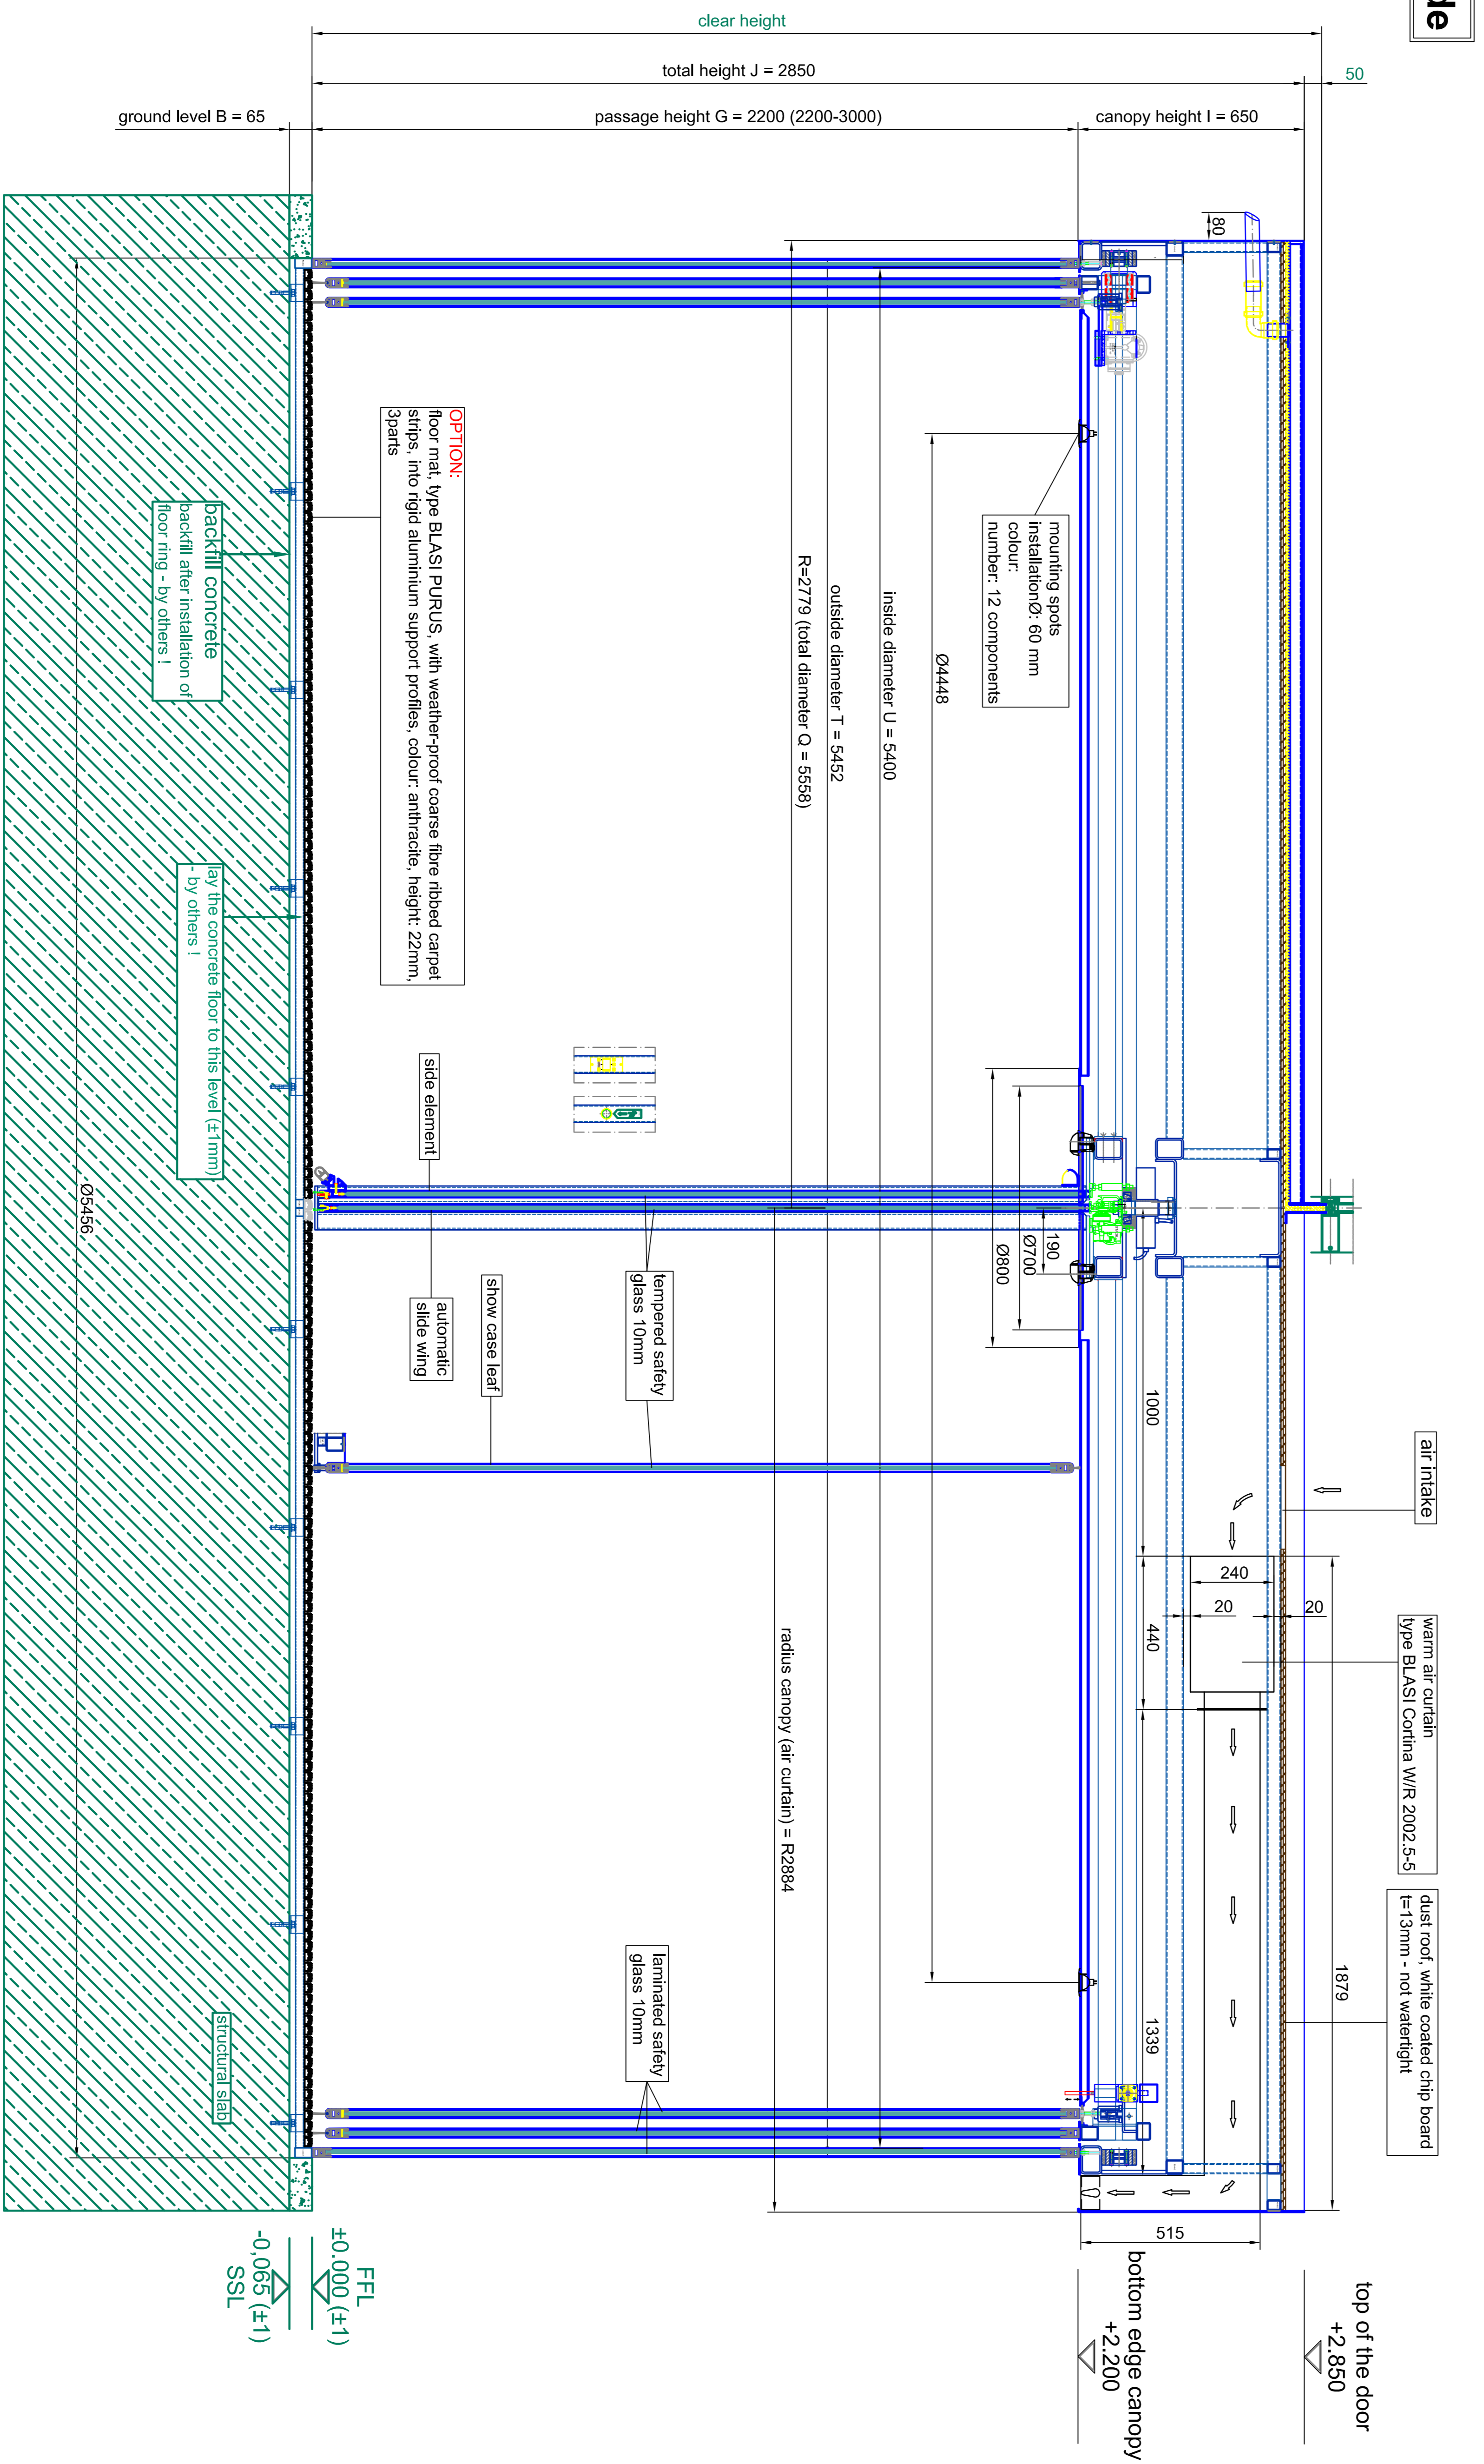 de
clear height
total height J = 2850
50
ground level B = 65
passage height G = 2200 (2200-3000)
canopy height I = 650
80
mounting spots
installationØ: 60 mm
colour:
number: 12 components
Ø4448
inside diameter U = 5400
outside diameter T = 5452
R=2779 (total diameter Q = 5558)
OPTION:
floor mat, type BLASI PURUS, with weather-proof coarse fibre ribbed carpet
strips, into rigid aluminium support profiles, colour: anthracite, height: 22mm,
3parts
backfill concrete
backfill after installation of
floor ring - by others !
lay the concrete floor to this level (±1mm)
- by others !
Ø5456
side element
190
Ø700
Ø800
tempered safety
glass 10mm
show case leaf
automatic
slide wing
1000
air intake
240
20
20
440
warm air curtain
type BLASI Cortina W/R 2002.5-5
dust roof, white coated chip board
t=13mm - not watertight
1879
1339
radius canopy (air curtain) = R2884
laminated safety
glass 10mm
structural slab
515
top of the door
+2.850
bottom edge canopy
+2.200
FFL
±0.000 (±1)
-0,065 (±1)
SSL